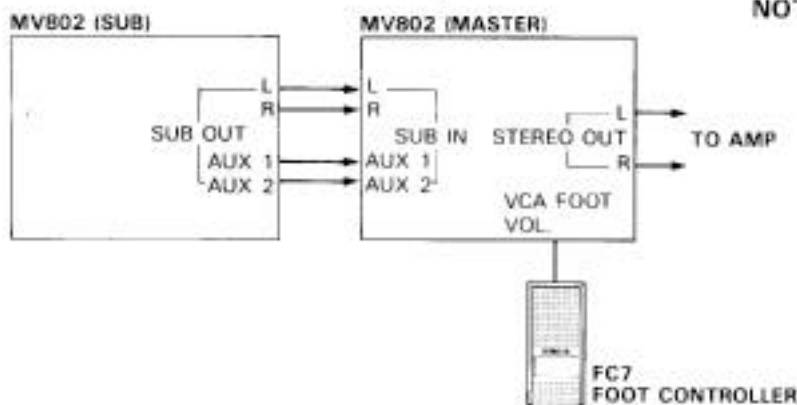 NOT
MV802 (SUB)
MV802 (MASTER)
L
R
SUB OUT
AUX 1
AUX 2
L
R
SUB IN
AUX 1
AUX 2
STEREO OUT
L
R
TO AMP
VCA FOOT
VOL.
FC7
FOOT CONTROLLER